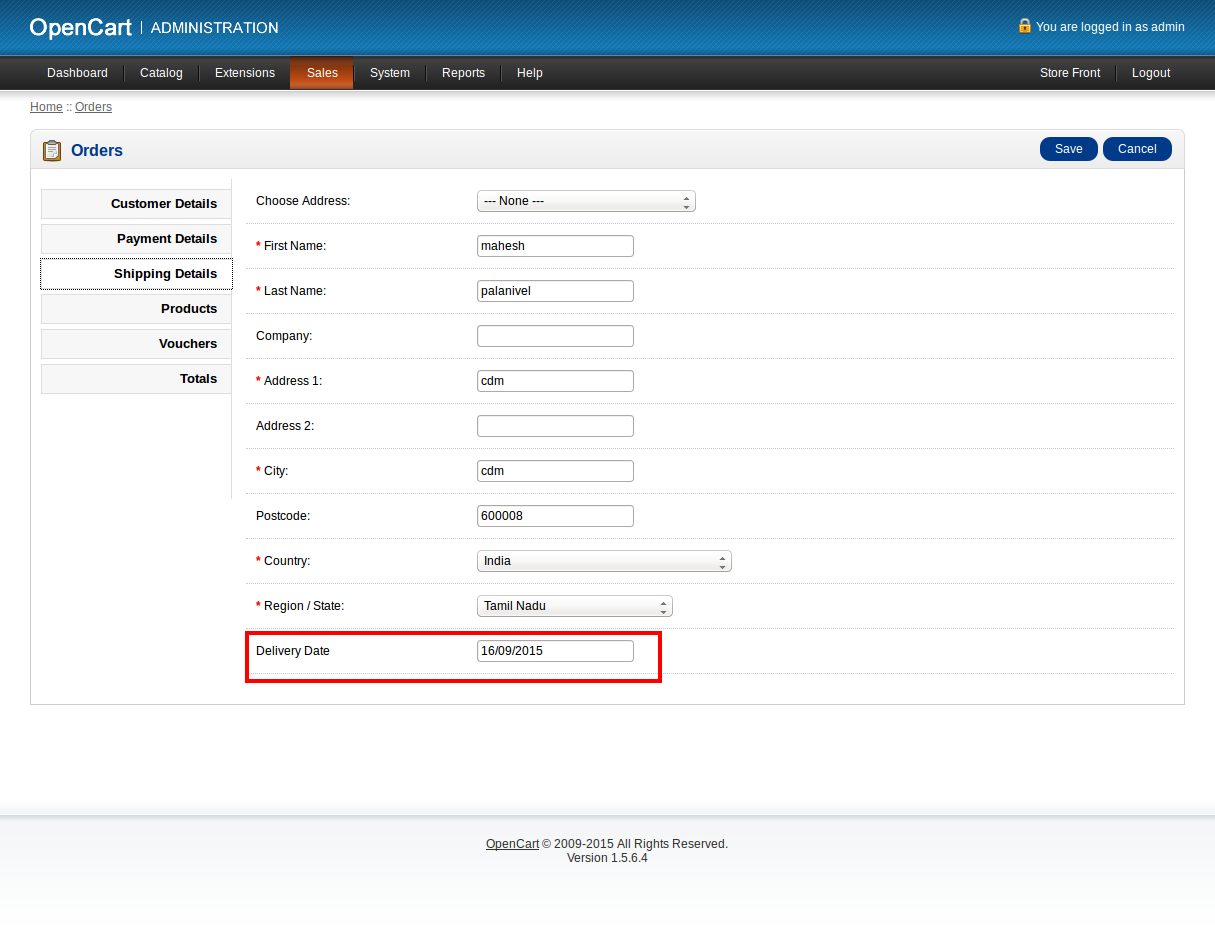 OpenCart | ADMINISTRATION You are logged in as admin
Dashboard Catalog Extensions Sales System Reports Help Store Front Logout
Home :: Orders
Orders Save Cancel
Customer Details
Payment Details
Shipping Details
Products
Vouchers
Totals
Choose Address: --- None ---
* First Name: mahesh
* Last Name: palanivel
Company:
* Address 1: cdm
Address 2:
* City: cdm
Postcode: 600008
* Country: India
* Region / State: Tamil Nadu
Delivery Date 16/09/2015
OpenCart © 2009-2015 All Rights Reserved.
Version 1.5.6.4